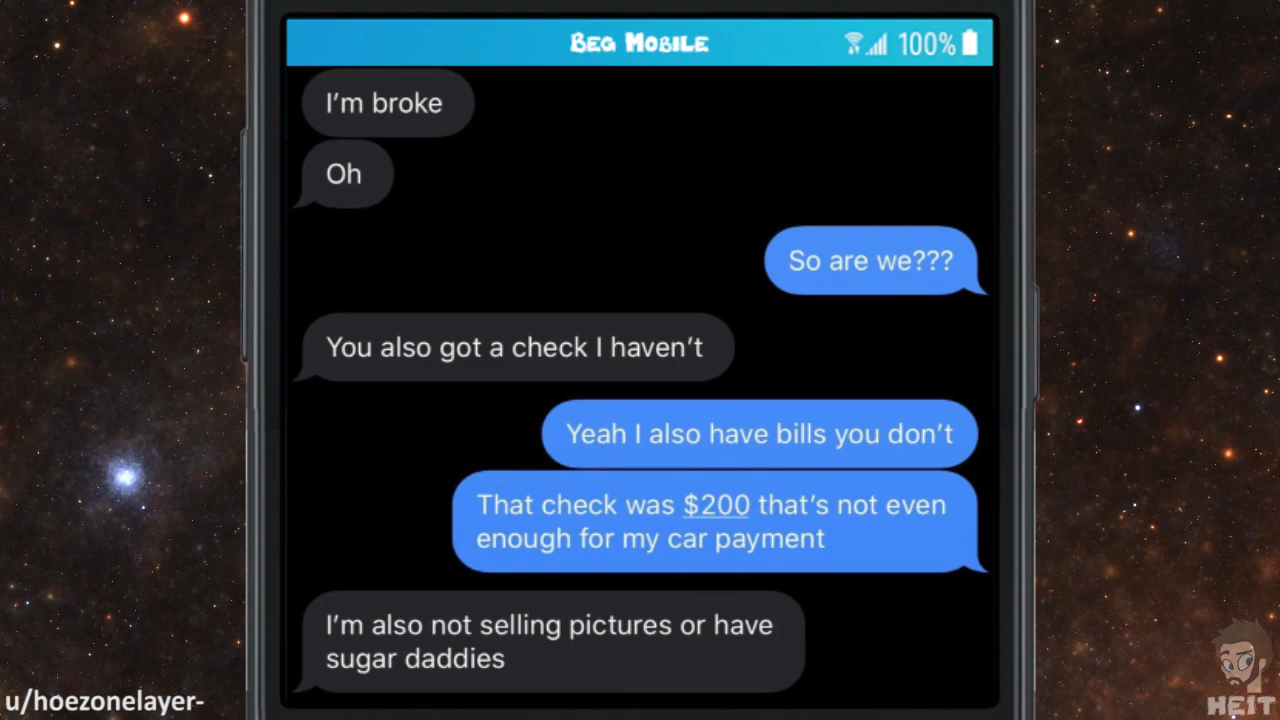 BEG MOBILE
100%
I'm broke
Oh
So are we???
You also got a check I haven't
Yeah I also have bills you don't
That check was $200 that's not even
enough for my car payment
I'm also not selling pictures or have
sugar daddies
u/hoezonelayer-
HEIT